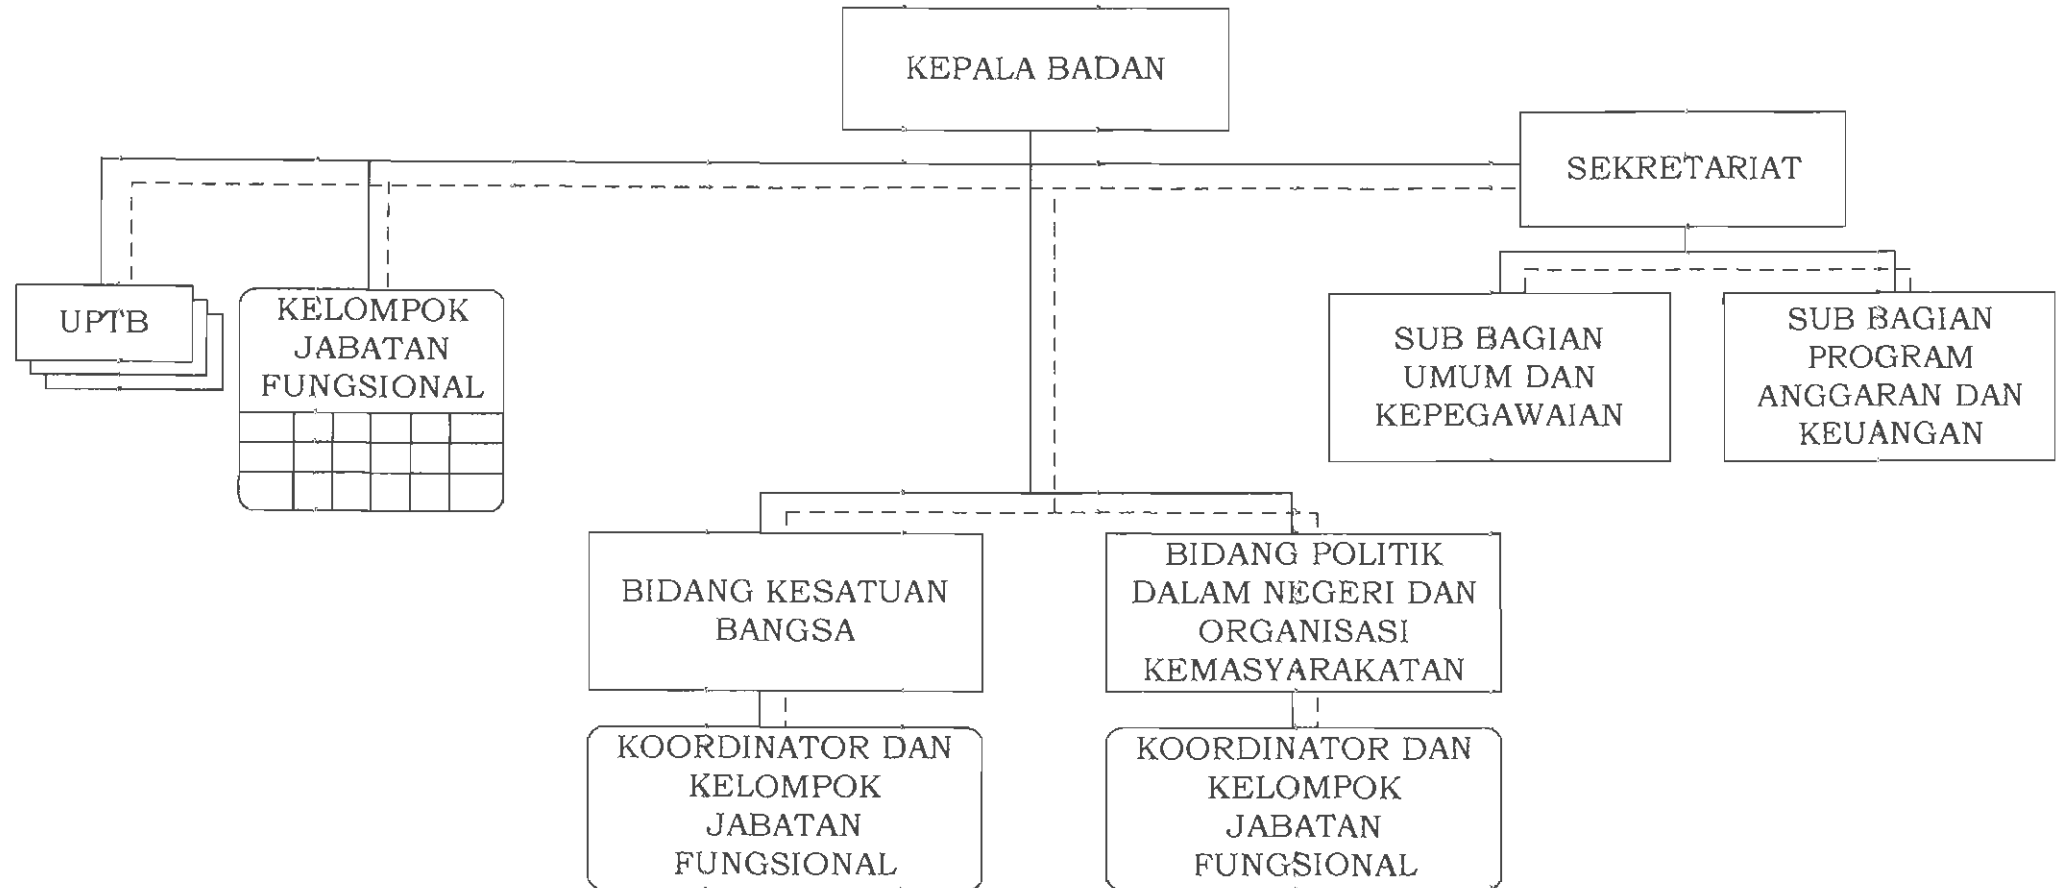 KEPALA BADAN
SEKRETARIAT
UPTB
KELOMPOK
JABATAN
FUNGSIONAL
SUB BAGIAN
UMUM DAN
KEPEGAWAIAN
SUB BAGIAN
PROGRAM
ANGGARAN DAN
KEUANGAN
BIDANG KESATUAN
BANGSA
BIDANG POLITIK
DALAM NEGERI DAN
ORGANISASI
KEMASYARAKATAN
KOORDINATOR DAN
KELOMPOK
JABATAN
FUNGSIONAL
KOORDINATOR DAN
KELOMPOK
JABATAN
FUNGSIONAL